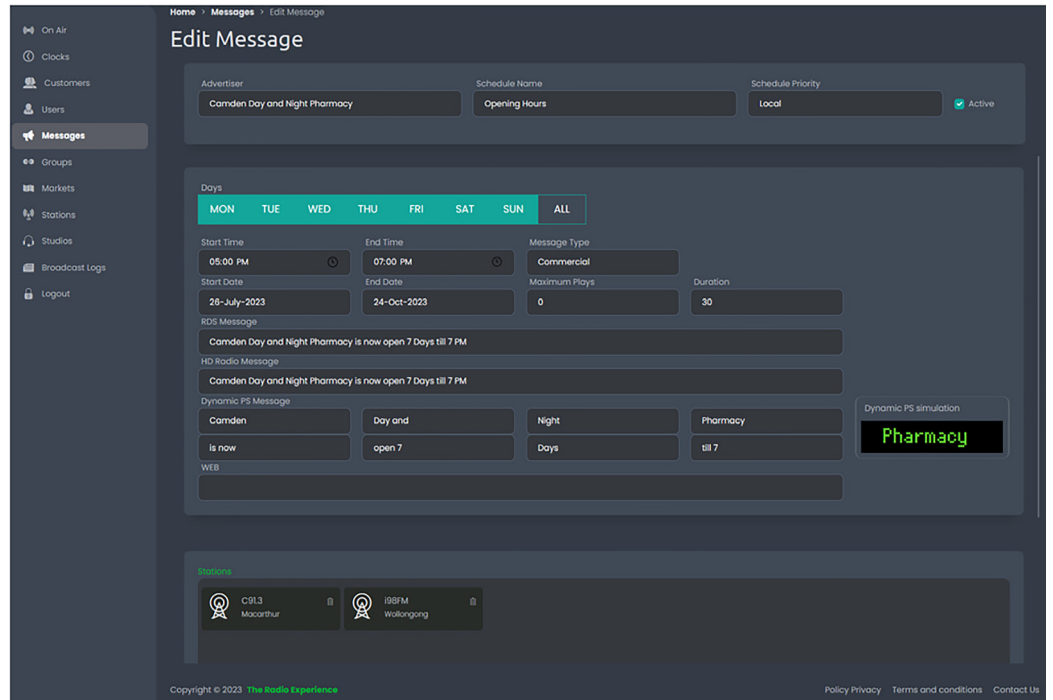 Home > Messages > Edit Message
Edit Message
On Air
Clocks
Customers
Users
Messages
Groups
Markets
Stations
Studios
Broadcast Logs
Logout
Advertiser Schedule Name Schedule Priority
Camden Day and Night Pharmacy Opening Hours Local Active
Days
MON TUE WED THU FRI SAT SUN ALL
Start Time End Time Message Type
05:00 PM 07:00 PM Commercial
Start Date End Date Maximum Plays Duration
26-July-2023 24-Oct-2023 0 30
RDS Message
Camden Day and Night Pharmacy is now open 7 Days till 7 PM
HD Radio Message
Camden Day and Night Pharmacy is now open 7 Days till 7 PM
Dynamic PS Message
Camden Day and Night Pharmacy
is now open 7 Days till 7
Dynamic PS simulation
Pharmacy
WEB
Stations
C91.3 i98FM
Macarthur Wollongong
Copyright © 2023 The Radio Experience Policy Privacy Terms and conditions Contact Us